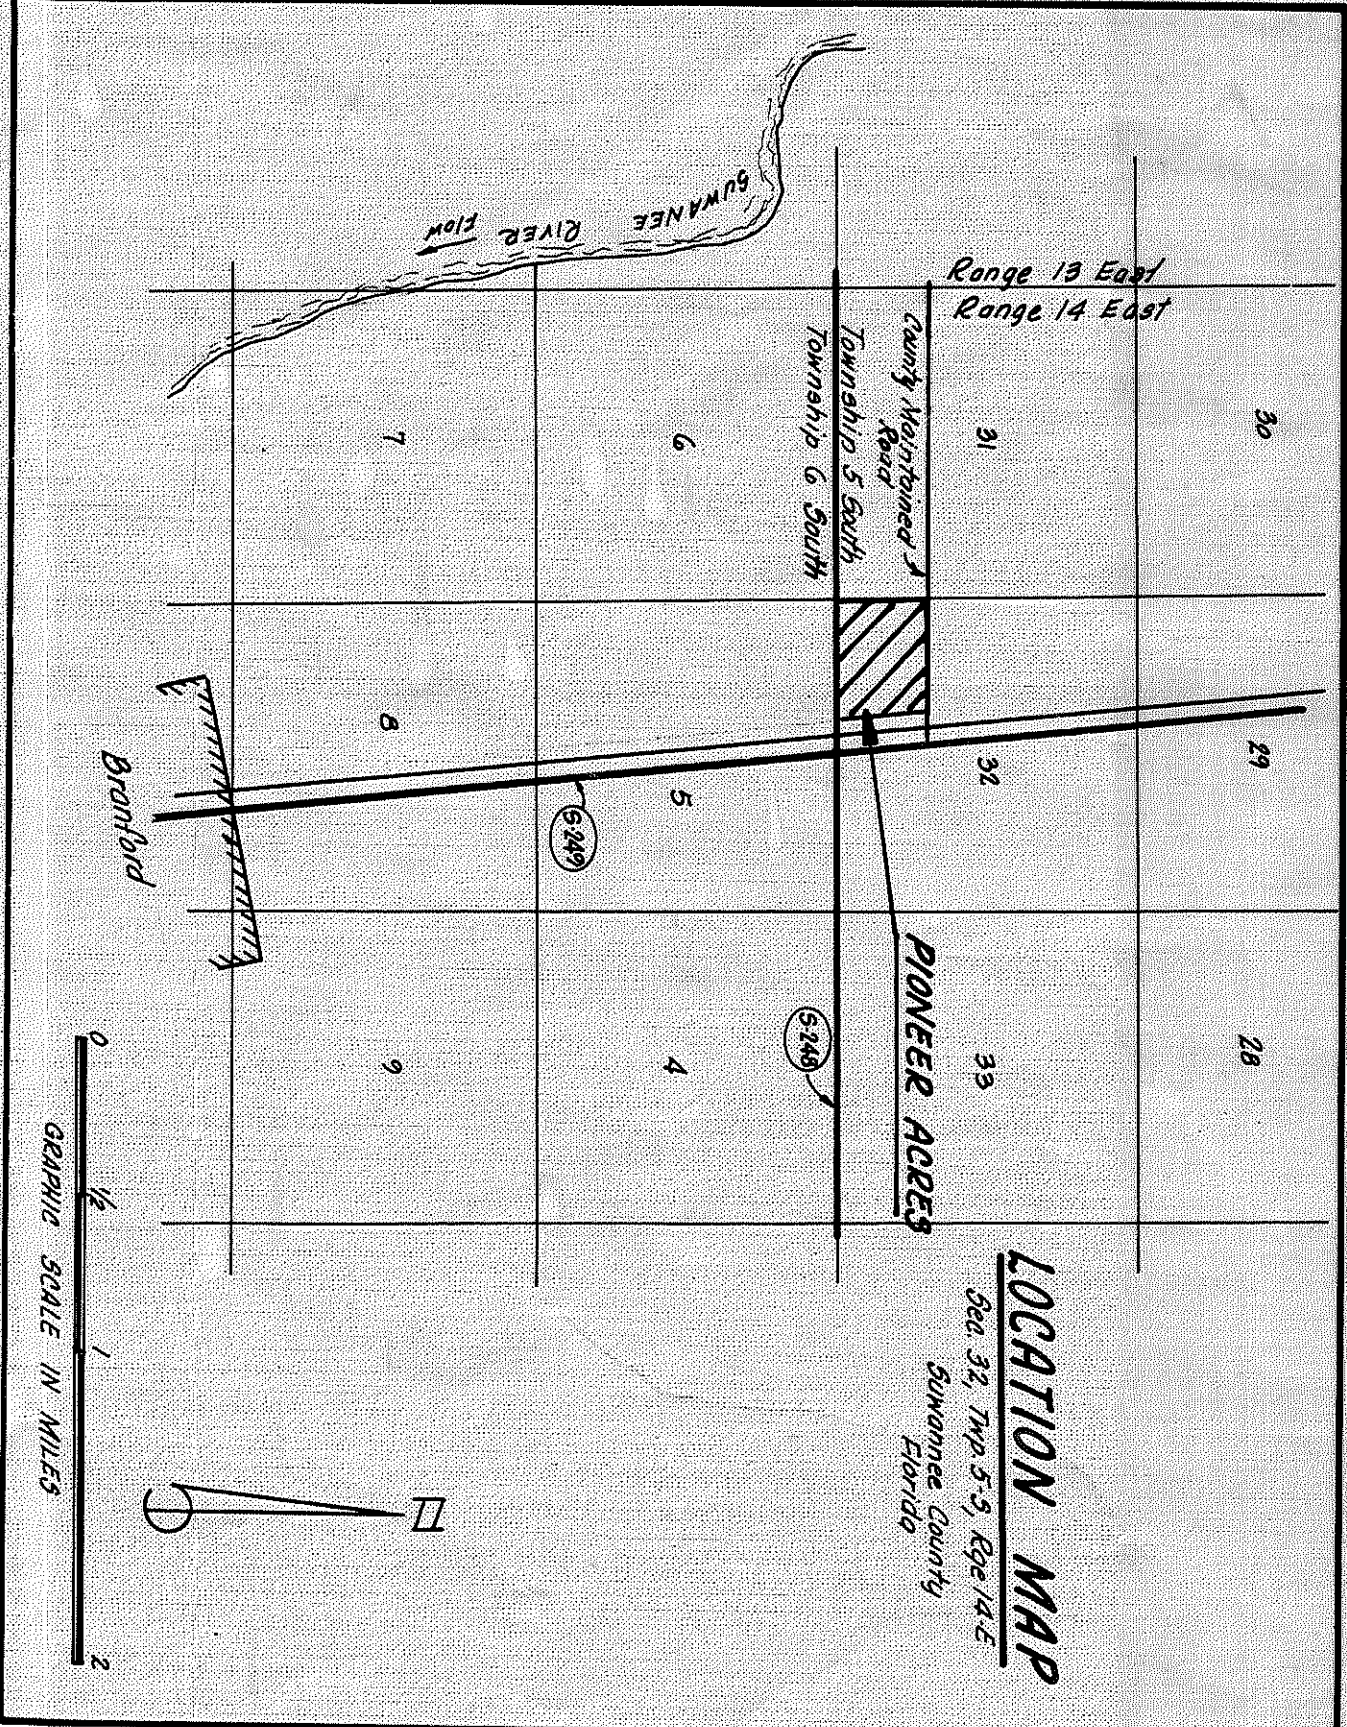 LOCATION MAP
Sec. 32, Twp. 5-S, Rge 14-E
Suwannee County
Florida
Range 13 East
Range 14 East
30
29
28
County Maintained
Road
31
32
33
PIONEER ACRES
Township 5 South
Township 6 South
S-248
SUWANEE RIVER
Flow
6
5
4
S-249
7
8
9
Branford
0
1/2
1
2
GRAPHIC SCALE IN MILES